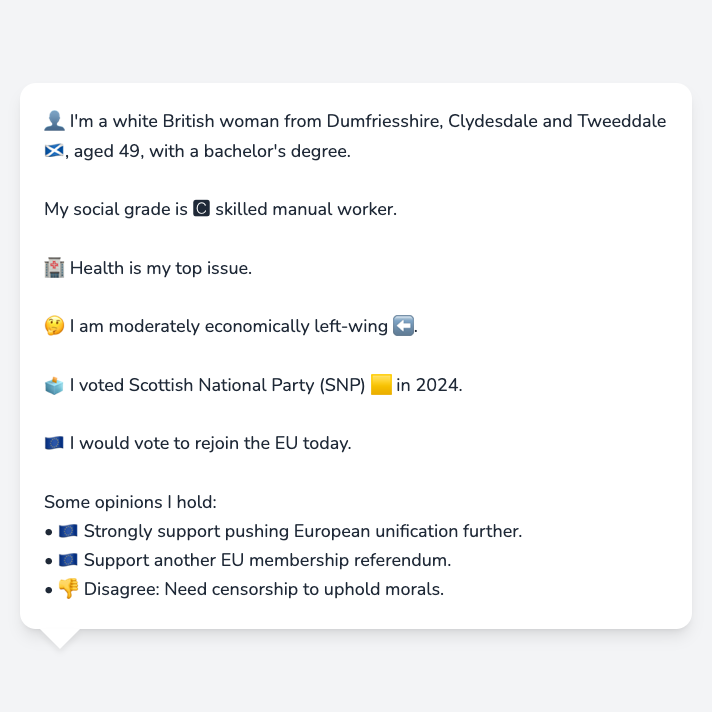 👤 I'm a white British woman from Dumfriesshire, Clydesdale and Tweeddale
🏴󠁧󠁢󠁳󠁣󠁴󠁿, aged 49, with a bachelor's degree.
My social grade is 🅲 skilled manual worker.
🏥 Health is my top issue.
🤔 I am moderately economically left-wing ⬅️.
🗳️ I voted Scottish National Party (SNP) 🟨 in 2024.
🇪🇺 I would vote to rejoin the EU today.
Some opinions I hold:
• 🇪🇺 Strongly support pushing European unification further.
• 🇪🇺 Support another EU membership referendum.
• 👎 Disagree: Need censorship to uphold morals.